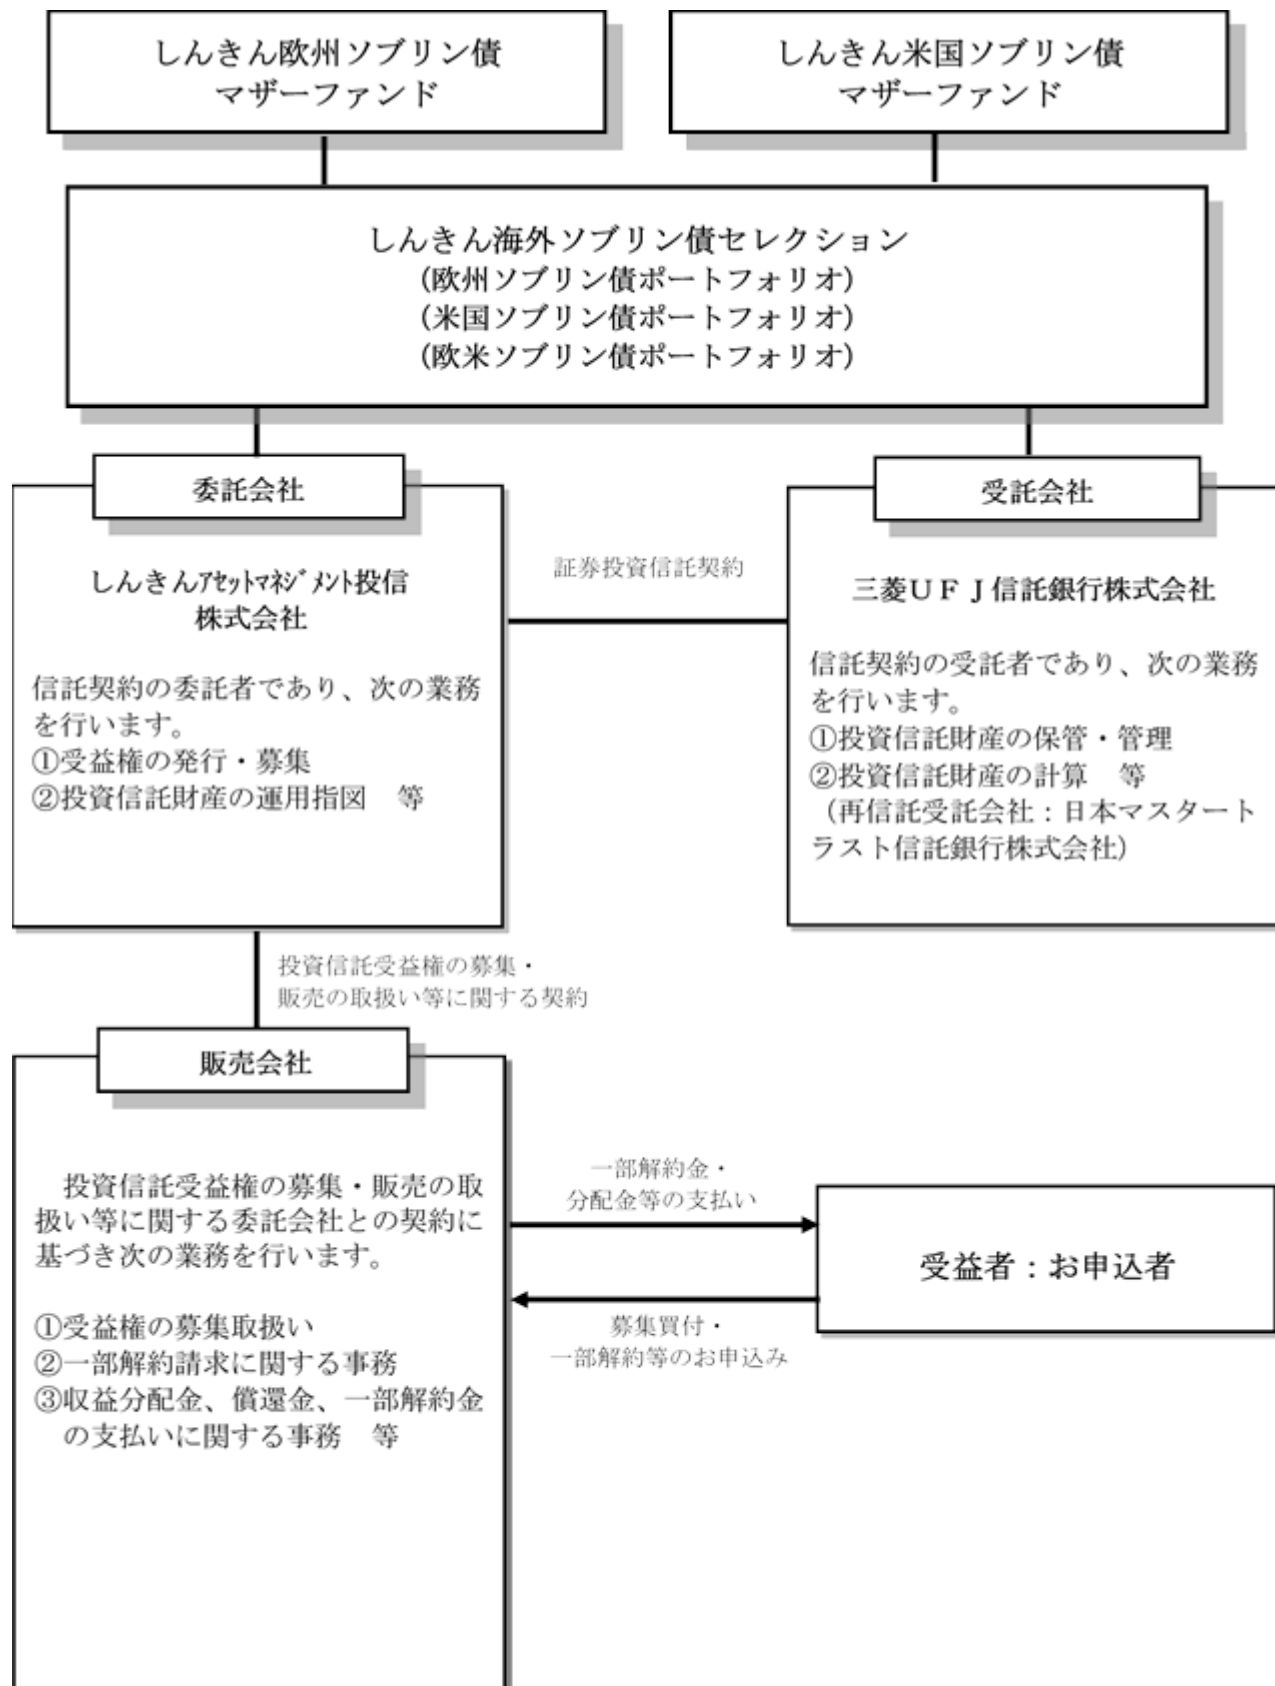 しんきん欧州ソブリン債
マザーファンド
しんきん米国ソブリン債
マザーファンド
しんきん海外ソブリン債セレクション
（欧州ソブリン債ポートフォリオ）
（米国ソブリン債ポートフォリオ）
（欧米ソブリン債ポートフォリオ）
委託会社
しんきんｱｾｯﾄﾏﾈｼﾞﾒﾝﾄ投信
株式会社
信託契約の委託者であり、次の業務
を行います。
①受益権の発行・募集
②投資信託財産の運用指図　等
証券投資信託契約
受託会社
三菱ＵＦＪ信託銀行株式会社
信託契約の受託者であり、次の業務
を行います。
①投資信託財産の保管・管理
②投資信託財産の計算　等
（再信託受託会社：日本マスタート
ラスト信託銀行株式会社）
投資信託受益権の募集・
販売の取扱い等に関する契約
販売会社
投資信託受益権の募集・販売の取
扱い等に関する委託会社との契約に
基づき次の業務を行います。
①受益権の募集取扱い
②一部解約請求に関する事務
③収益分配金、償還金、一部解約金
の支払いに関する事務　等
一部解約金・
分配金等の支払い
募集買付・
一部解約等のお申込み
受益者：お申込者